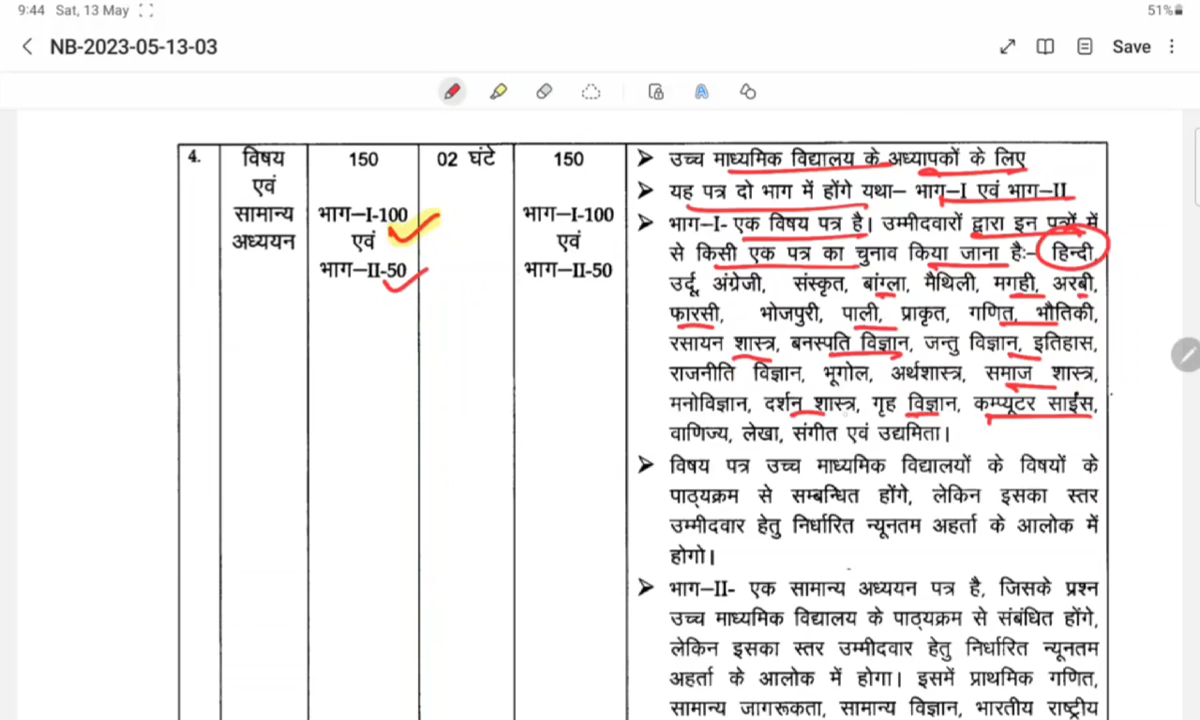 9:44 Sat, 13 May
51%
NB-2023-05-13-03
Save
4.
विषय
एवं
सामान्य
अध्ययन
150
भाग–I-100
एवं
भाग–II-50
02 घंटे
150
भाग–I-100
एवं
भाग–II-50
➢ उच्च माध्यमिक विद्यालय के अध्यापकों के लिए
➢ यह पत्र दो भाग में होंगे यथा– भाग–I एवं भाग–II
➢ भाग-I- एक विषय पत्र है। उम्मीदवारों द्वारा इन पत्रों में
से किसी एक पत्र का चुनाव किया जाना है:- हिन्दी,
उर्दू, अंग्रेजी, संस्कृत, बांग्ला, मैथिली, मगही, अरबी,
फारसी, भोजपुरी, पाली, प्राकृत, गणित, भौतिकी,
रसायन शास्त्र, बनस्पति विज्ञान, जन्तु विज्ञान, इतिहास,
राजनीति विज्ञान, भूगोल, अर्थशास्त्र, समाज शास्त्र,
मनोविज्ञान, दर्शन शास्त्र, गृह विज्ञान, कम्प्यूटर साईंस,
वाणिज्य, लेखा, संगीत एवं उद्यमिता।
➢ विषय पत्र उच्च माध्यमिक विद्यालयों के विषयों के
पाठ्यक्रम से सम्बन्धित होंगे, लेकिन इसका स्तर
उम्मीदवार हेतु निर्धारित न्यूनतम अहर्ता के आलोक में
होगो।
➢ भाग–II- एक सामान्य अध्ययन पत्र है, जिसके प्रश्न
उच्च माध्यमिक विद्यालय के पाठ्यक्रम से संबंधित होंगे,
लेकिन इसका स्तर उम्मीदवार हेतु निर्धारित न्यूनतम
अहर्ता के आलोक में होगा। इसमें प्राथमिक गणित,
सामान्य जागरूकता, सामान्य विज्ञान, भारतीय राष्ट्रीय